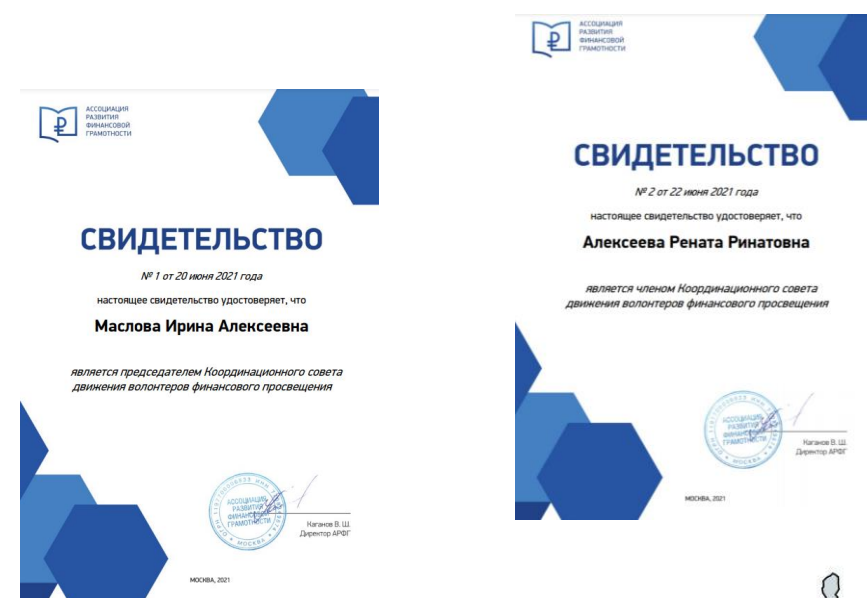 АССОЦИАЦИЯ
РАЗВИТИЯ
ФИНАНСОВОЙ
ГРАМОТНОСТИ
СВИДЕТЕЛЬСТВО
№ 1 от 20 июня 2021 года
настоящее свидетельство удостоверяет, что
Маслова Ирина Алексеевна
является председателем Координационного совета
движения волонтеров финансового просвещения
АССОЦИАЦИЯ
РАЗВИТИЯ
ФИНАНСОВОЙ
ГРАМОТНОСТИ
МОСКВА
Каганов В. Ш.
Директор АРФГ
МОСКВА, 2021
АССОЦИАЦИЯ
РАЗВИТИЯ
ФИНАНСОВОЙ
ГРАМОТНОСТИ
СВИДЕТЕЛЬСТВО
№ 2 от 22 июня 2021 года
настоящее свидетельство удостоверяет, что
Алексеева Рената Ринатовна
является членом Координационного совета
движения волонтеров финансового просвещения
АССОЦИАЦИЯ
РАЗВИТИЯ
ФИНАНСОВОЙ
ГРАМОТНОСТИ
МОСКВА
Каганов В. Ш.
Директор АРФГ
МОСКВА, 2021